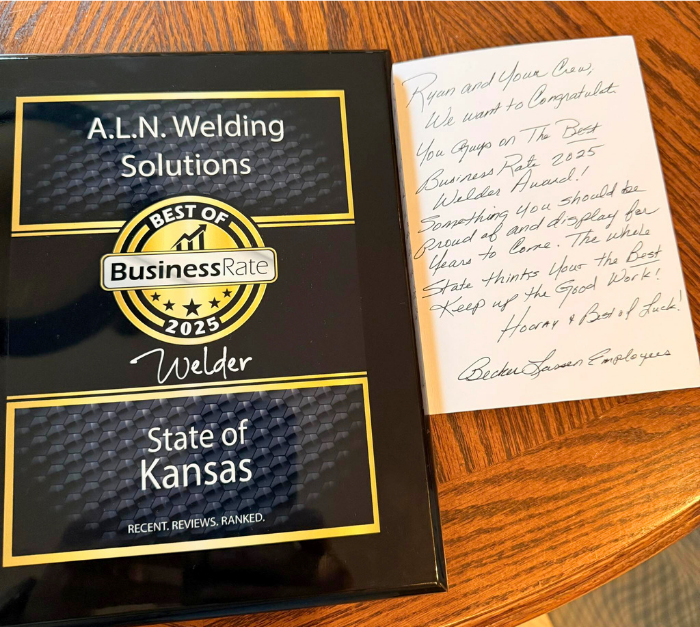 A.L.N. Welding
Solutions
BEST OF
BusinessRate
2025
Welder
State of
Kansas
RECENT. REVIEWS. RANKED.
Ryan and Your Crew,
We want to Congratulate
You Guys on The Best
Business Rate 2025
Welder Award!
Something you should be
Proud of and display for
Years to Come. The whole
State thinks Your the Best
Keep up the Good Work!
Hooray & Best of Luck!
Employees